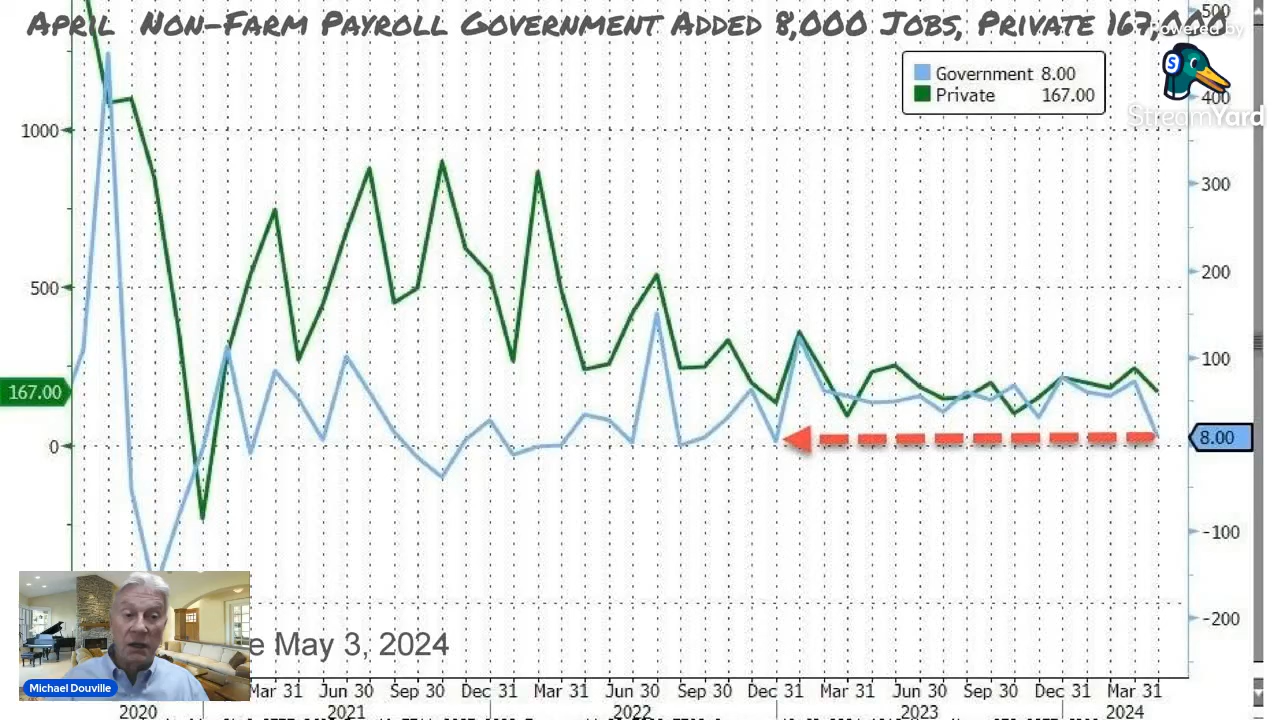 April Non-Farm Payroll Government Added 8,000 Jobs, Private 167,000
Powered by
StreamYard
S
Government 8.00
Private 167.00
1000
500
0
167.00
500
400
300
200
100
8.00
-100
-200
e May 3, 2024
Michael Douville
Mar 31 Jun 30 Sep 30 Dec 31 Mar 31 Jun 30 Sep 30 Dec 31 Mar 31 Jun 30 Sep 30 Dec 31 Mar 31
2020 2021 2022 2023 2024